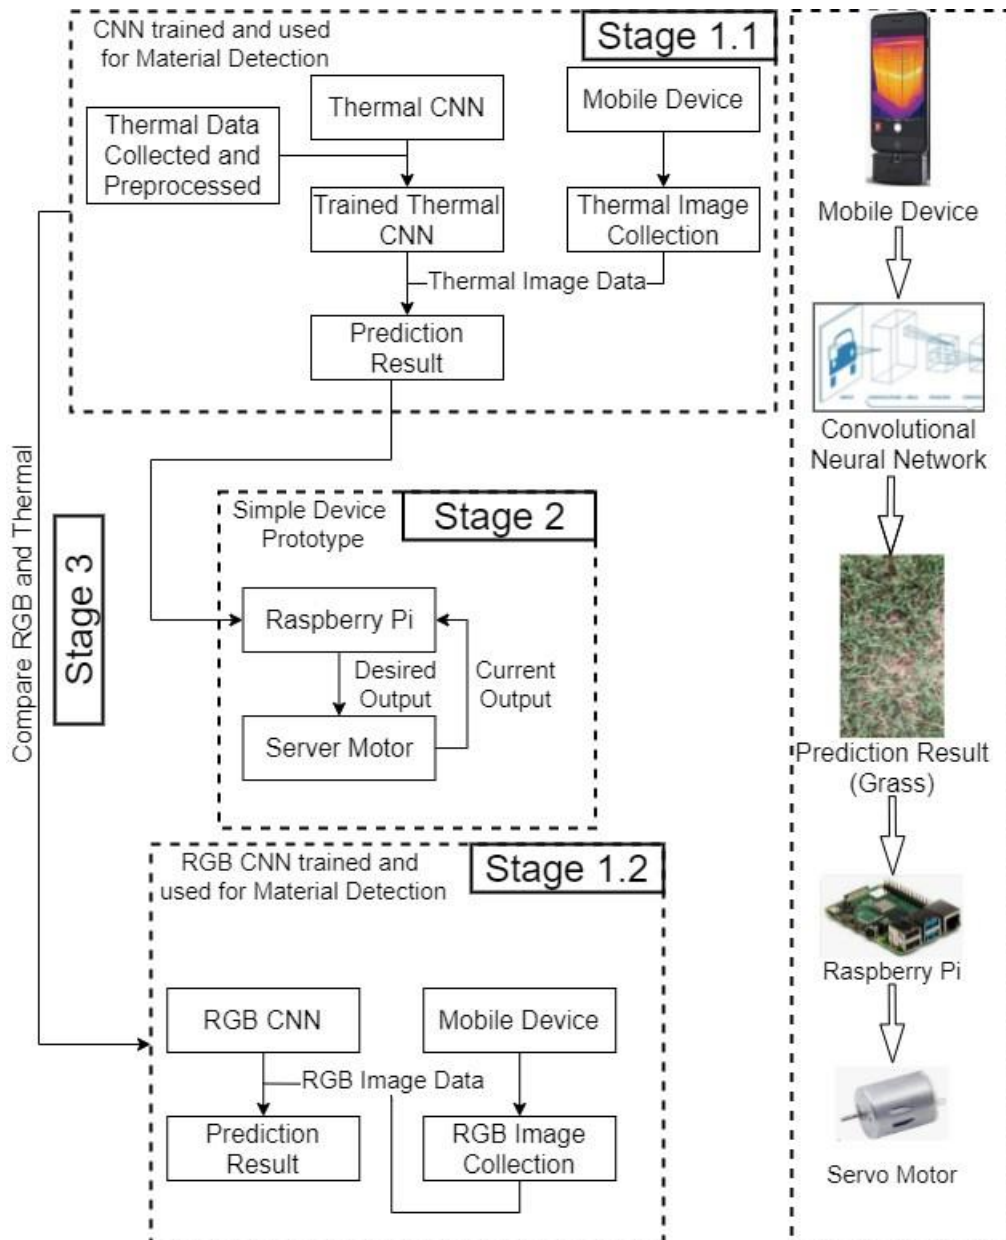 CNN trained and used
for Material Detection
Stage 1.1
Thermal CNN
Mobile Device
Thermal Data
Collected and
Preprocessed
Trained Thermal
CNN
Thermal Image
Collection
Thermal Image Data
Prediction
Result
Compare RGB and Thermal
Stage 3
Simple Device
Prototype
Stage 2
Raspberry Pi
Desired
Output
Current
Output
Server Motor
RGB CNN trained and
used for Material Detection
Stage 1.2
RGB CNN
Mobile Device
RGB Image Data
Prediction
Result
RGB Image
Collection
Mobile Device
Convolutional
Neural Network
Prediction Result
(Grass)
Raspberry Pi
Servo Motor